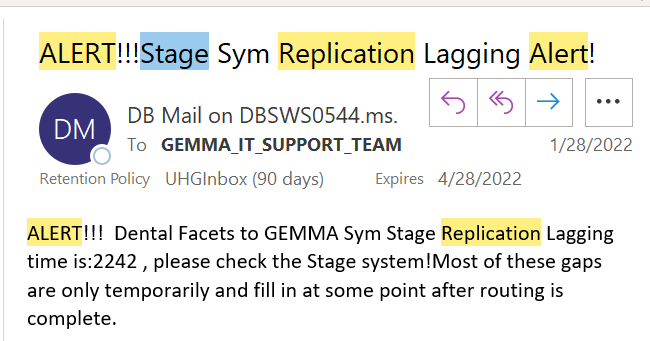 ALERT!!!Stage Sym Replication Lagging Alert!
DM
DB Mail on DBSWS0544.ms.
To GEMMA_IT_SUPPORT_TEAM
1/28/2022
Retention Policy UHGInbox (90 days) Expires 4/28/2022
ALERT!!! Dental Facets to GEMMA Sym Stage Replication Lagging
time is:2242 , please check the Stage system!Most of these gaps
are only temporarily and fill in at some point after routing is
complete.